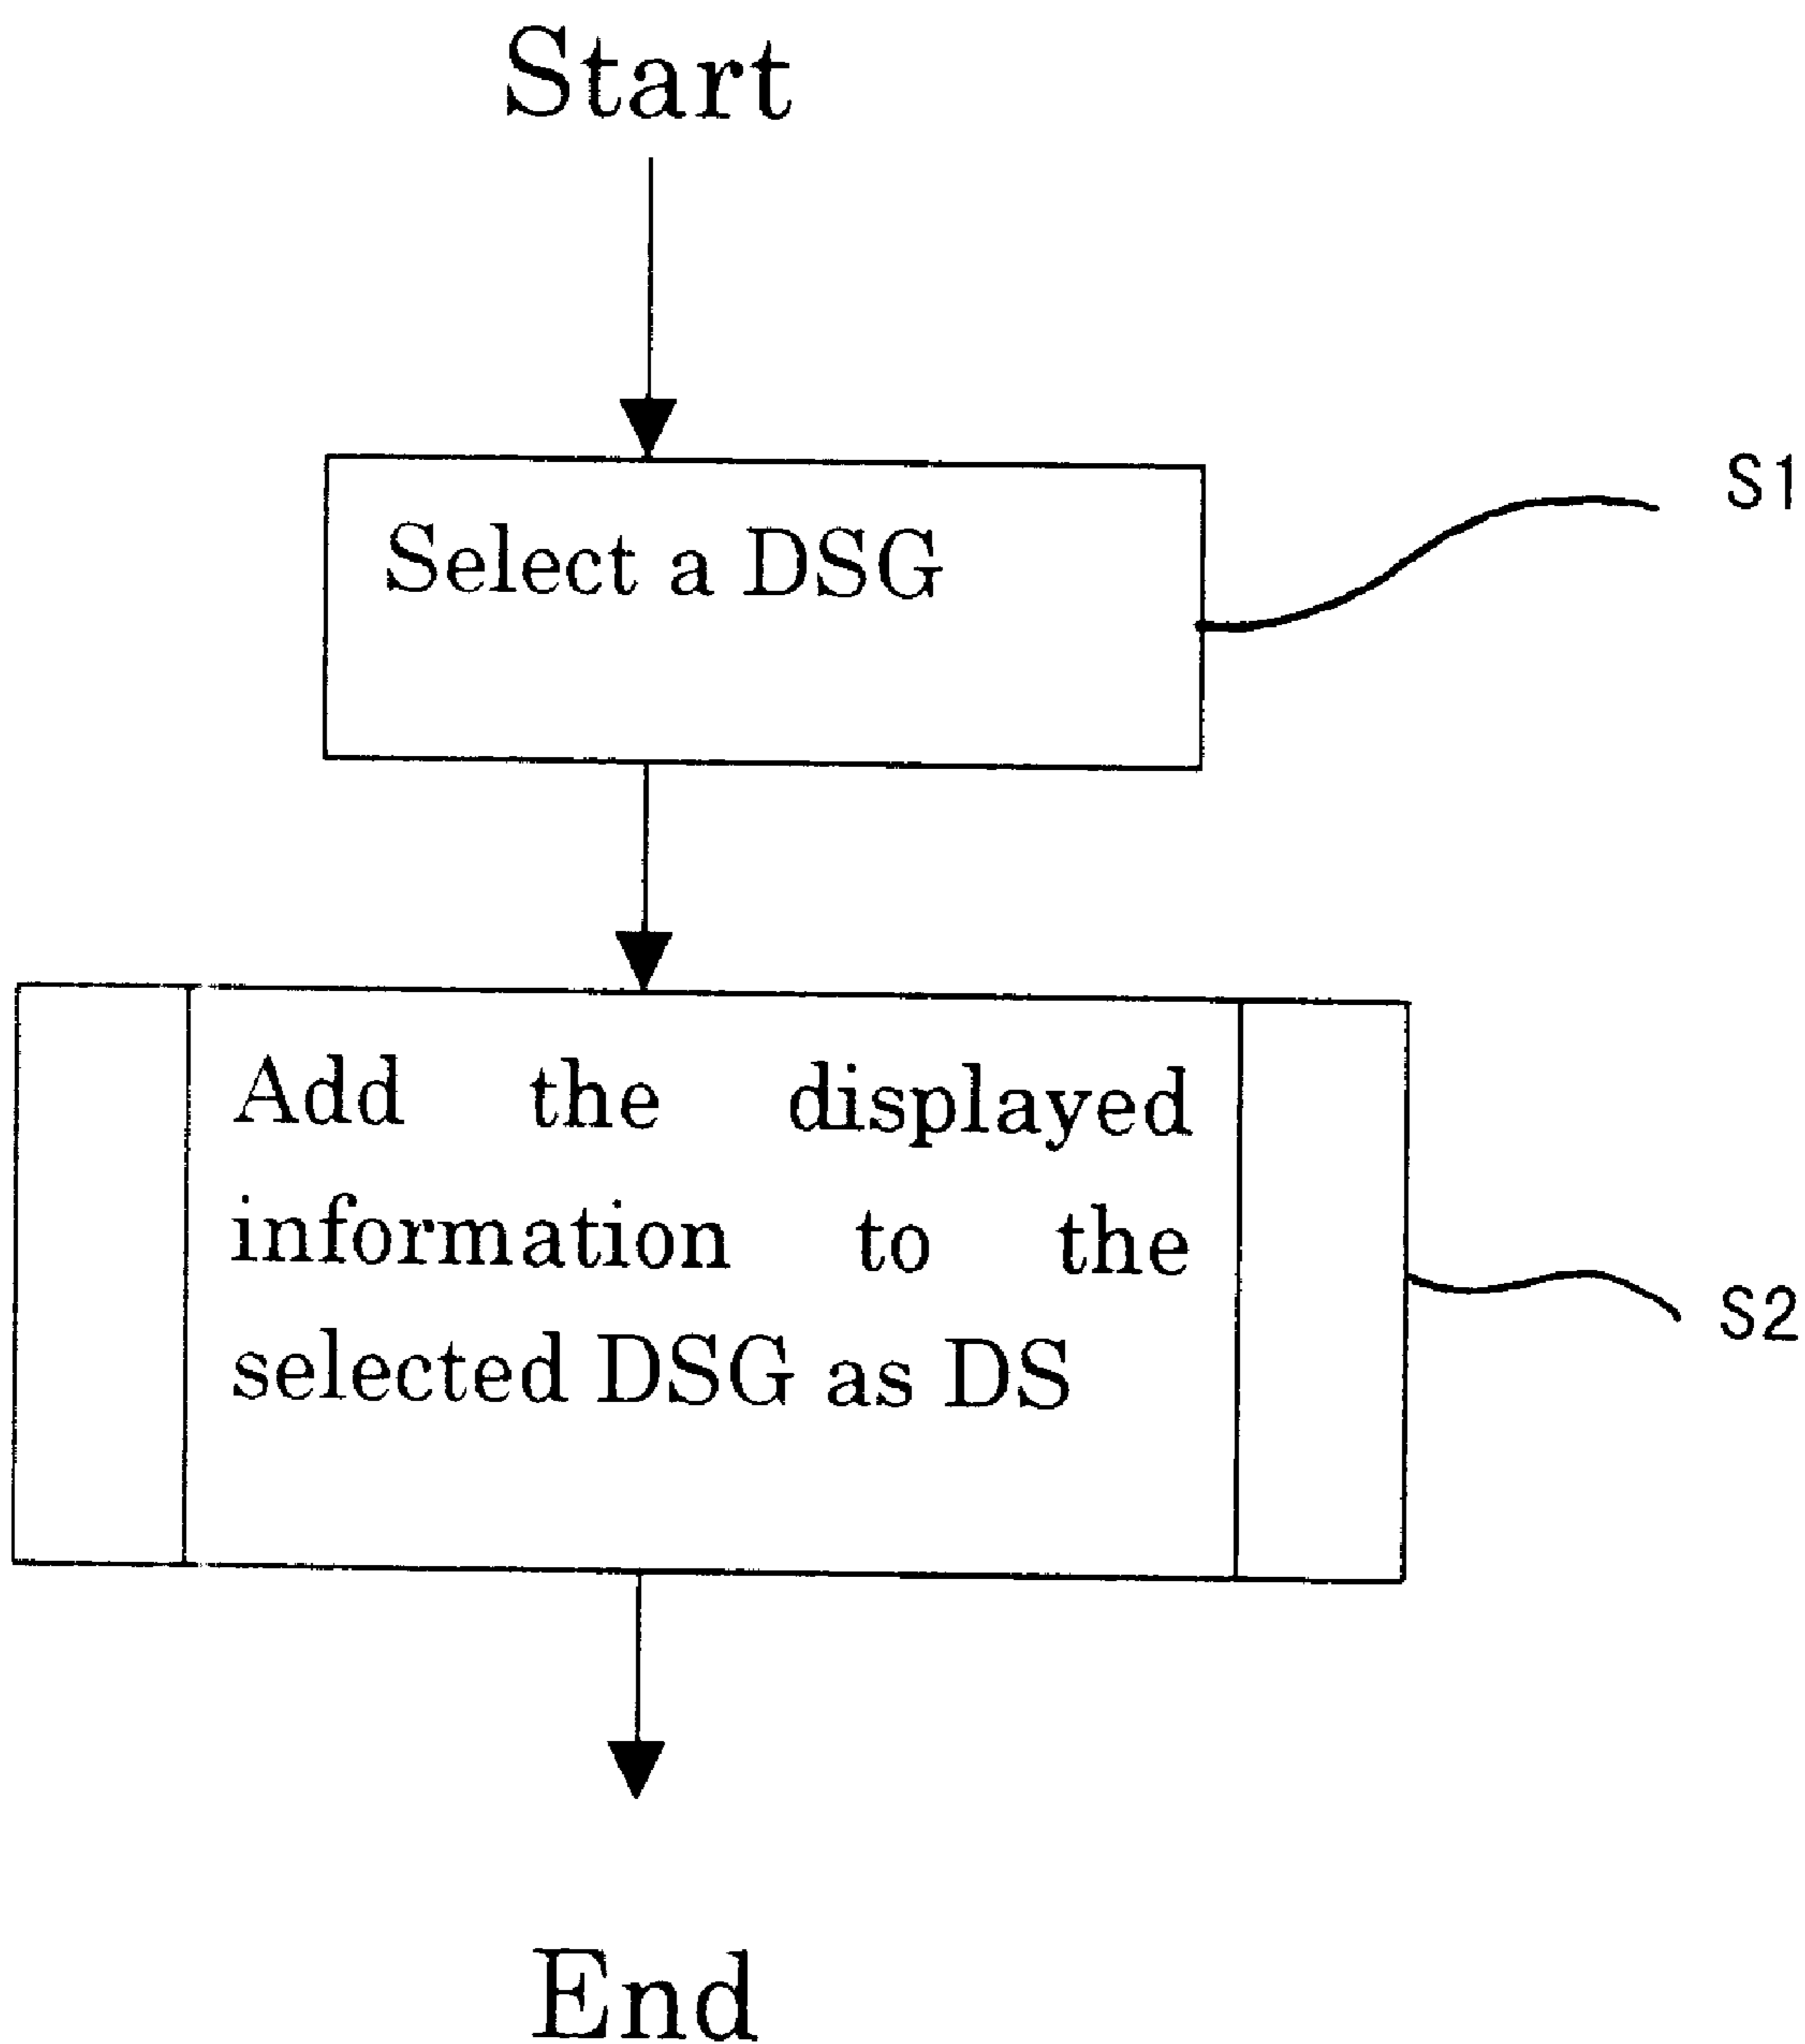 Start
Select a DSG
S1
Add the displayed
information to the
selected DSG as DS
S2
End